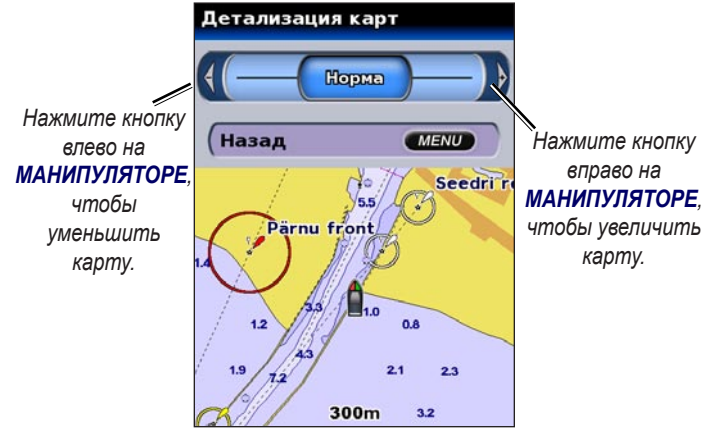 Детализация карт
Норма
Назад
MENU
Нажмите кнопку
влево на
МАНИПУЛЯТОРЕ,
чтобы
уменьшить
карту.
Нажмите кнопку
вправо на
МАНИПУЛЯТОРЕ,
чтобы увеличить
карту.
Seedri r
5.5
Pärnu front
1.4
3.3
1.0
1.2
0.8
4.3
1.9
7.2
2.1
2.3
300m
3.2